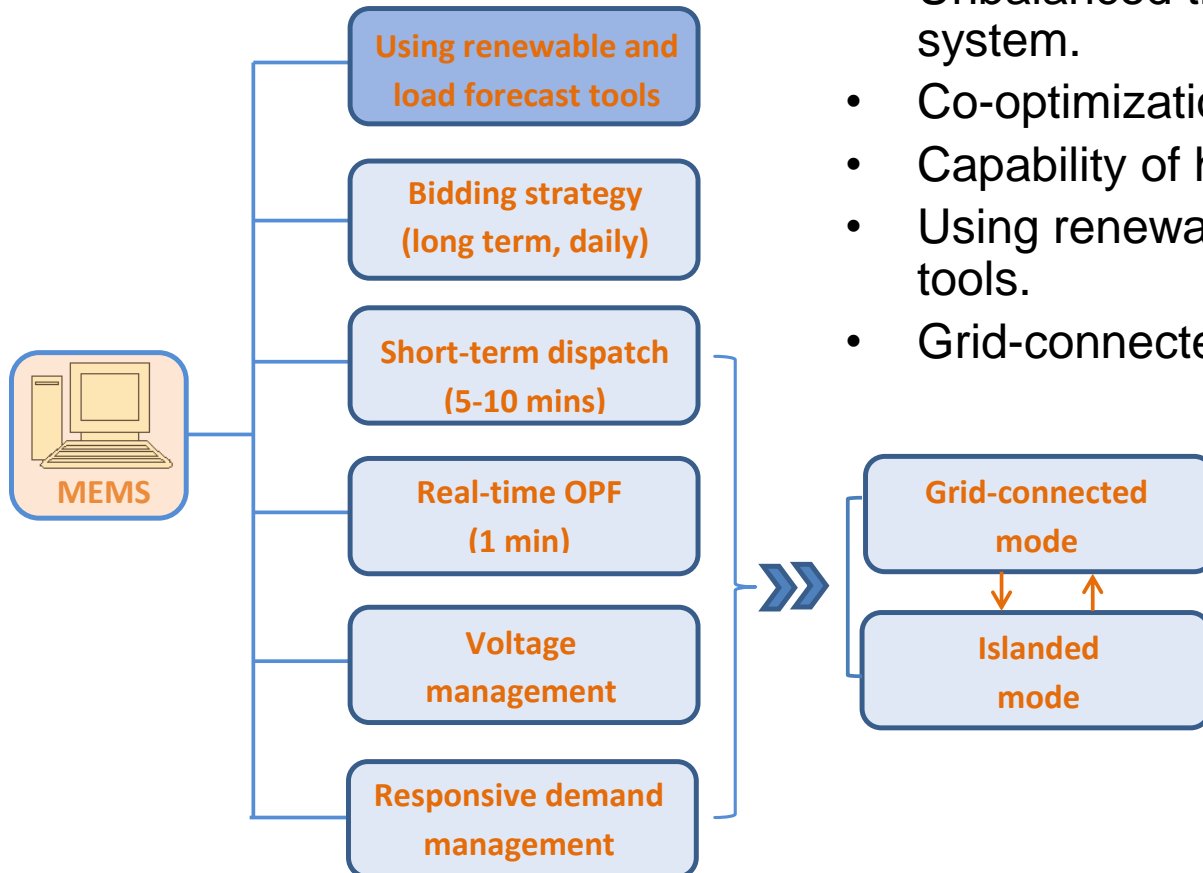 Using renewable and
load forecast tools
Bidding strategy
(long term, daily)
Short-term dispatch
(5-10 mins)
Real-time OPF
(1 min)
Voltage
management
Responsive demand
management
MEMS
Grid-connected
mode
Islanded
mode
system.
• Co-optimizatio
• Capability of
• Using renewa
tools.
• Grid-connecte